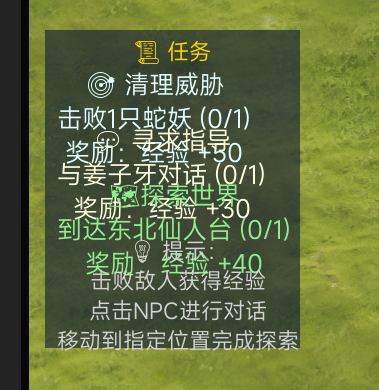 任务
清理威胁
击败1只蛇妖 (0/1)
寻求指导
奖励：经验 +50
与姜子牙对话 (0/1)
探索世界
奖励：经验 +30
到达东北仙人台 (0/1)
提示：
奖励：经验 +40
击败敌人获得经验
点击NPC进行对话
移动到指定位置完成探索